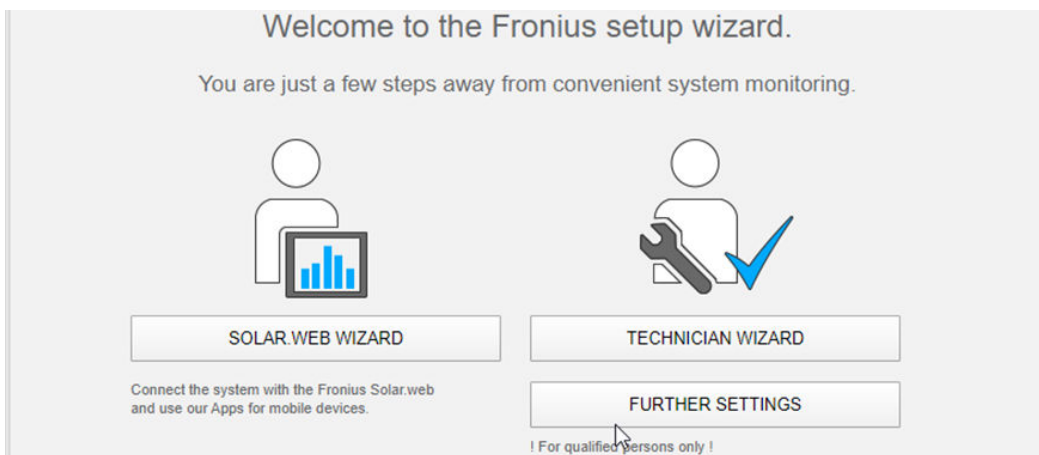 Welcome to the Fronius setup wizard.
You are just a few steps away from convenient system monitoring.
SOLAR.WEB WIZARD
Connect the system with the Fronius Solar.web
and use our Apps for mobile devices.
TECHNICIAN WIZARD
FURTHER SETTINGS
! For qualified persons only !